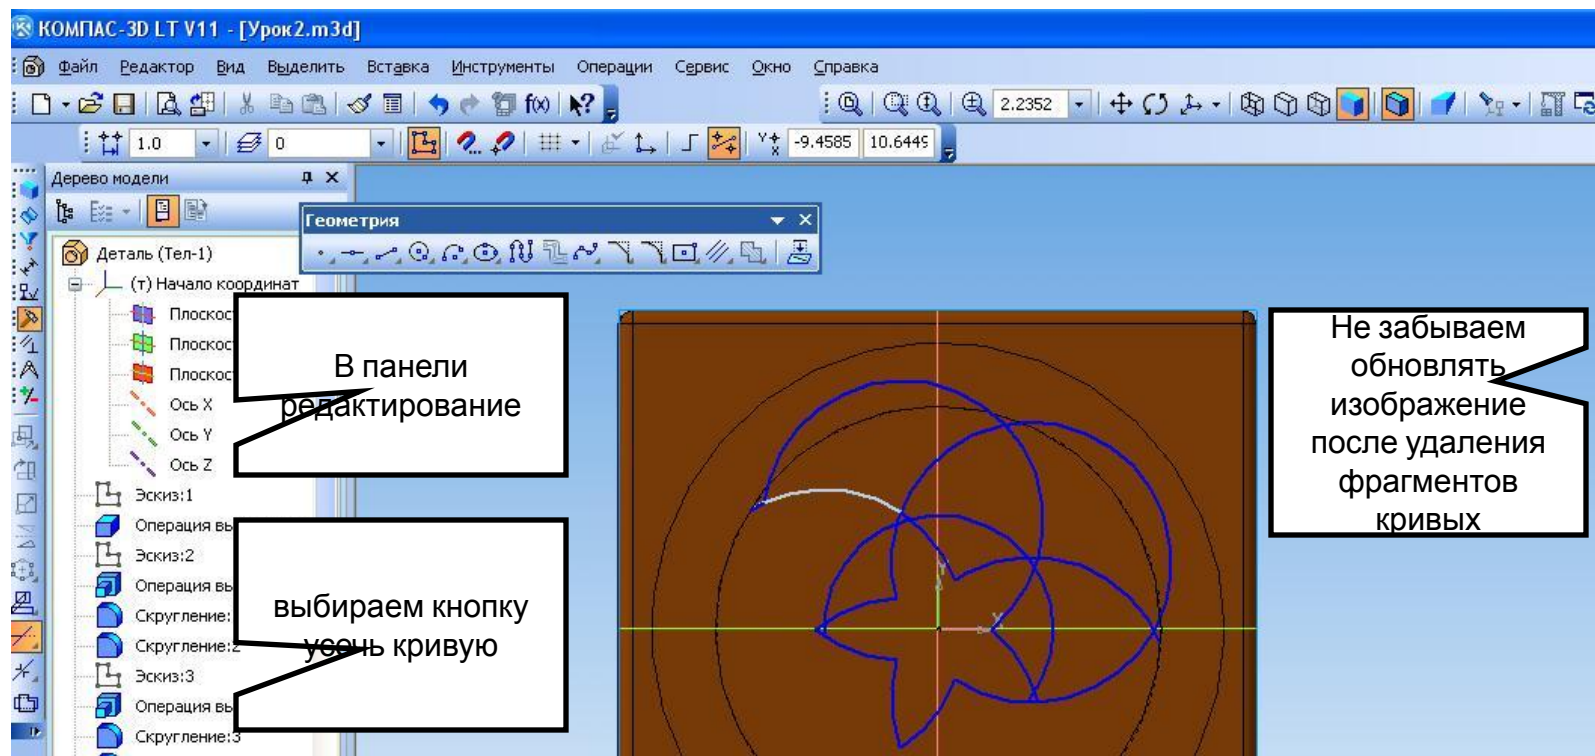 КОМПАС-3D LT V11 - [Урок2.m3d]
Файл Редактор Вид Выделить Вставка Инструменты Операции Сервис Окно Справка
f(x) 2.2352
1.0 0 -9.4585 10.6449
Дерево модели
Геометрия
Деталь (Тел-1)
(т) Начало координат
Плоскос
Плоскос
Плоскос
Ось X
Ось Y
Ось Z
Эскиз:1
Операция вы
Эскиз:2
Операция вы
Скругление:
Скругление:2
Эскиз:3
Операция вы
Скругление:3
В панели
редактирование
выбираем кнопку
усечь кривую
Не забываем
обновлять
изображение
после удаления
фрагментов
кривых
Y
X